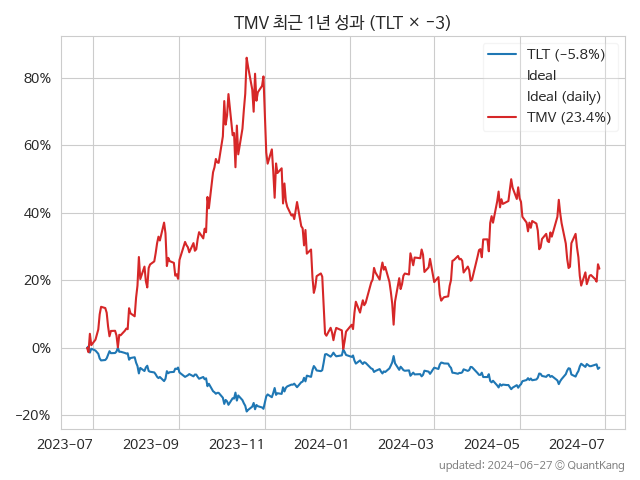 TMV 최근 1년 성과 (TLT × −3)
TLT (−5.8%)
Ideal
Ideal (daily)
TMV (23.4%)
80%
60%
40%
20%
0%
−20%
2023-07
2023-09
2023-11
2024-01
2024-03
2024-05
2024-07
updated: 2024-06-27 © QuantKang